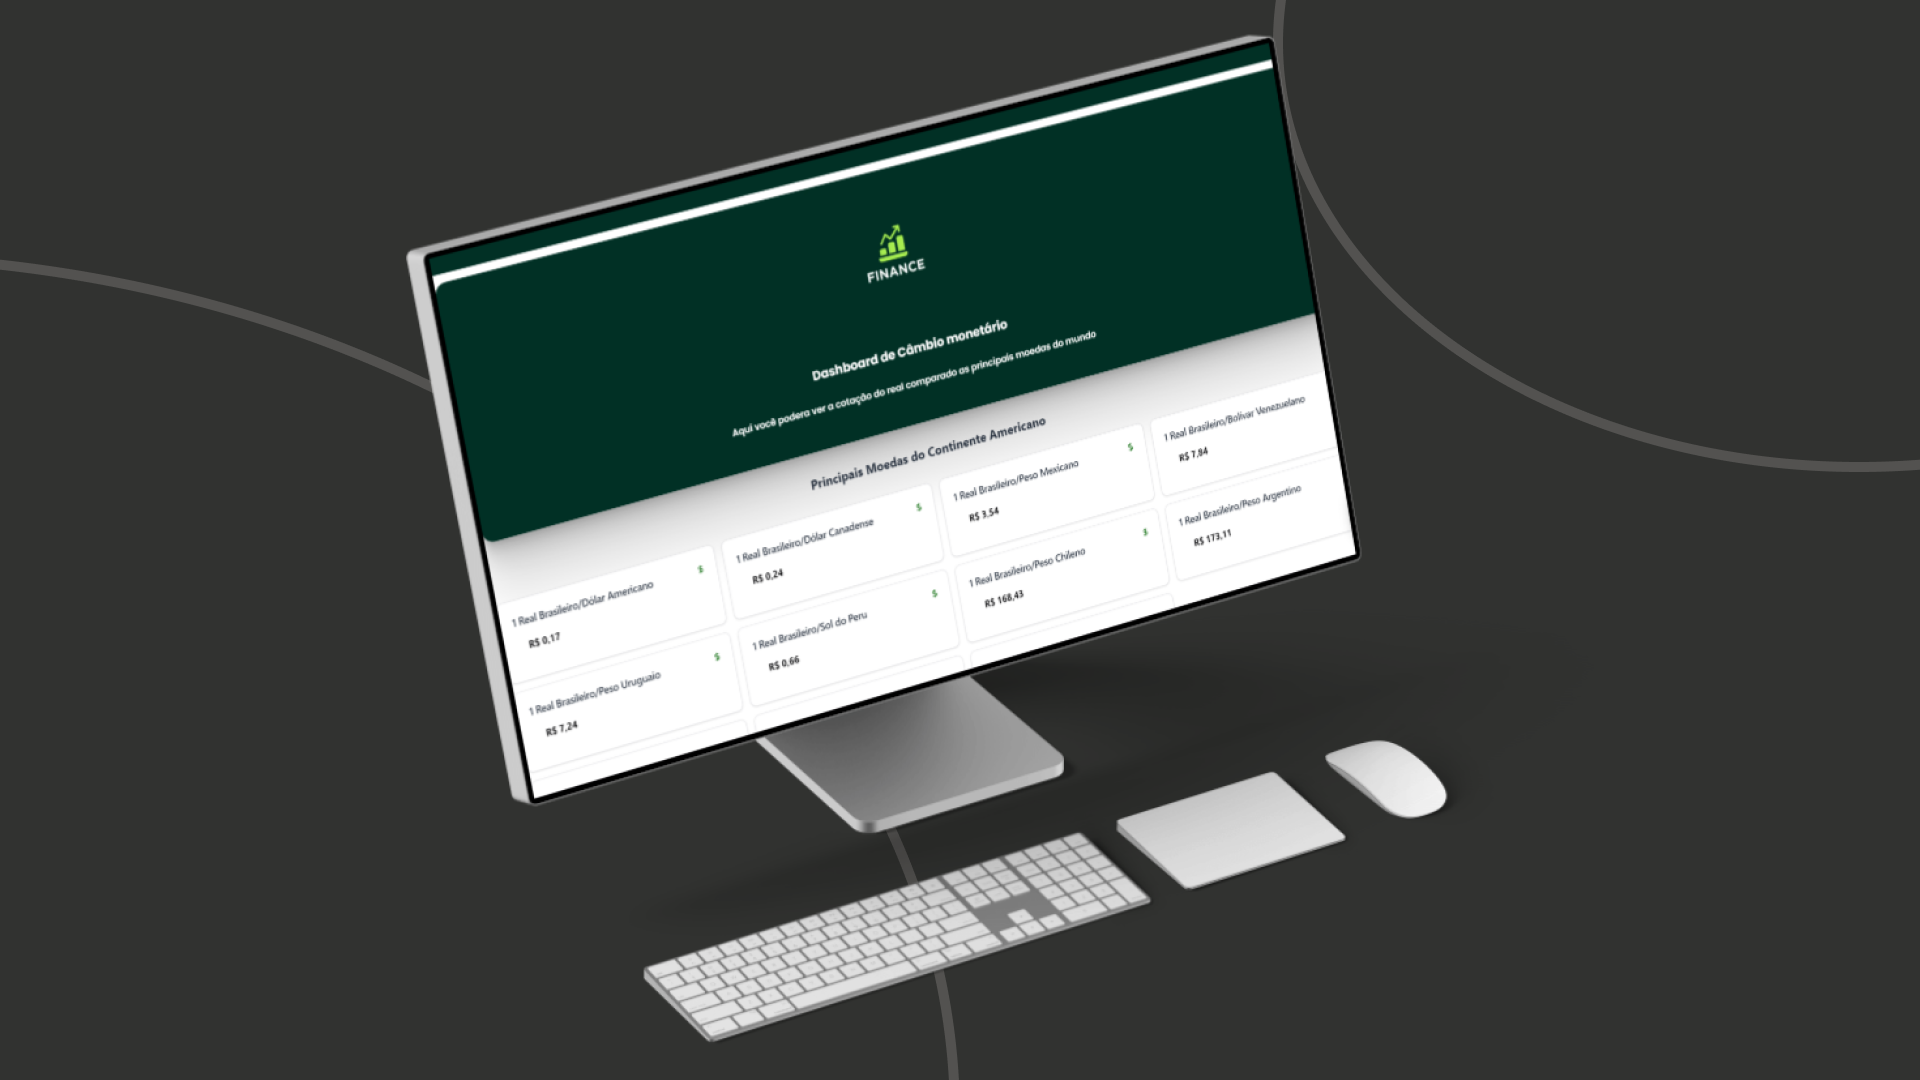 FINANCE
Dashboard de Câmbio monetário
Aqui você podera ver a cotação do real comparado as principais moedas do mundo
Principais Moedas do Continente Americano
1 Real Brasileiro/Dólar Americano
$
R$ 0,17
1 Real Brasileiro/Dólar Canadense
$
R$ 0,24
1 Real Brasileiro/Peso Mexicano
$
R$ 3,54
1 Real Brasileiro/Bolívar Venezuelano
R$ 7,84
1 Real Brasileiro/Peso Uruguaio
$
R$ 7,24
1 Real Brasileiro/Sol do Peru
$
R$ 0,66
1 Real Brasileiro/Peso Chileno
$
R$ 168,43
1 Real Brasileiro/Peso Argentino
R$ 173,11